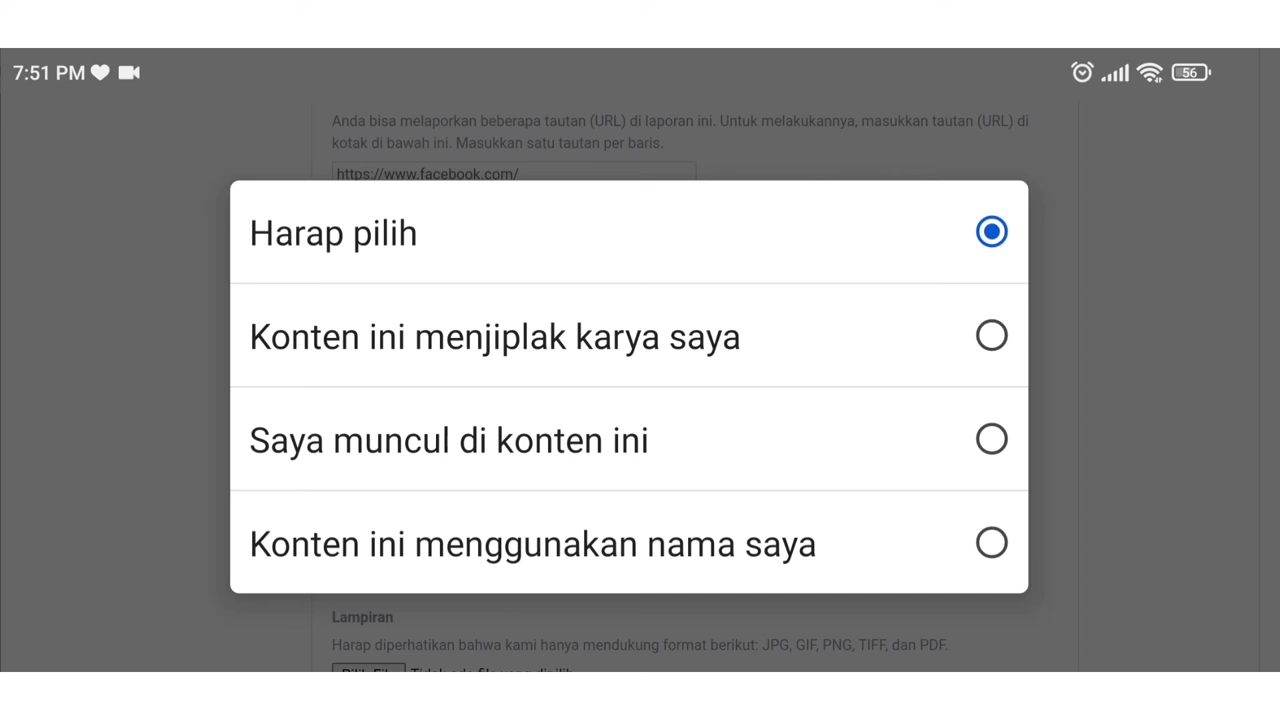 7:51 PM
56
Anda bisa melaporkan beberapa tautan (URL) di laporan ini. Untuk melakukannya, masukkan tautan (URL) di
kotak di bawah ini. Masukkan satu tautan per baris.
https://www.facebook.com/
Harap pilih
Konten ini menjiplak karya saya
Saya muncul di konten ini
Konten ini menggunakan nama saya
Lampiran
Harap diperhatikan bahwa kami hanya mendukung format berikut: JPG, GIF, PNG, TIFF, dan PDF.